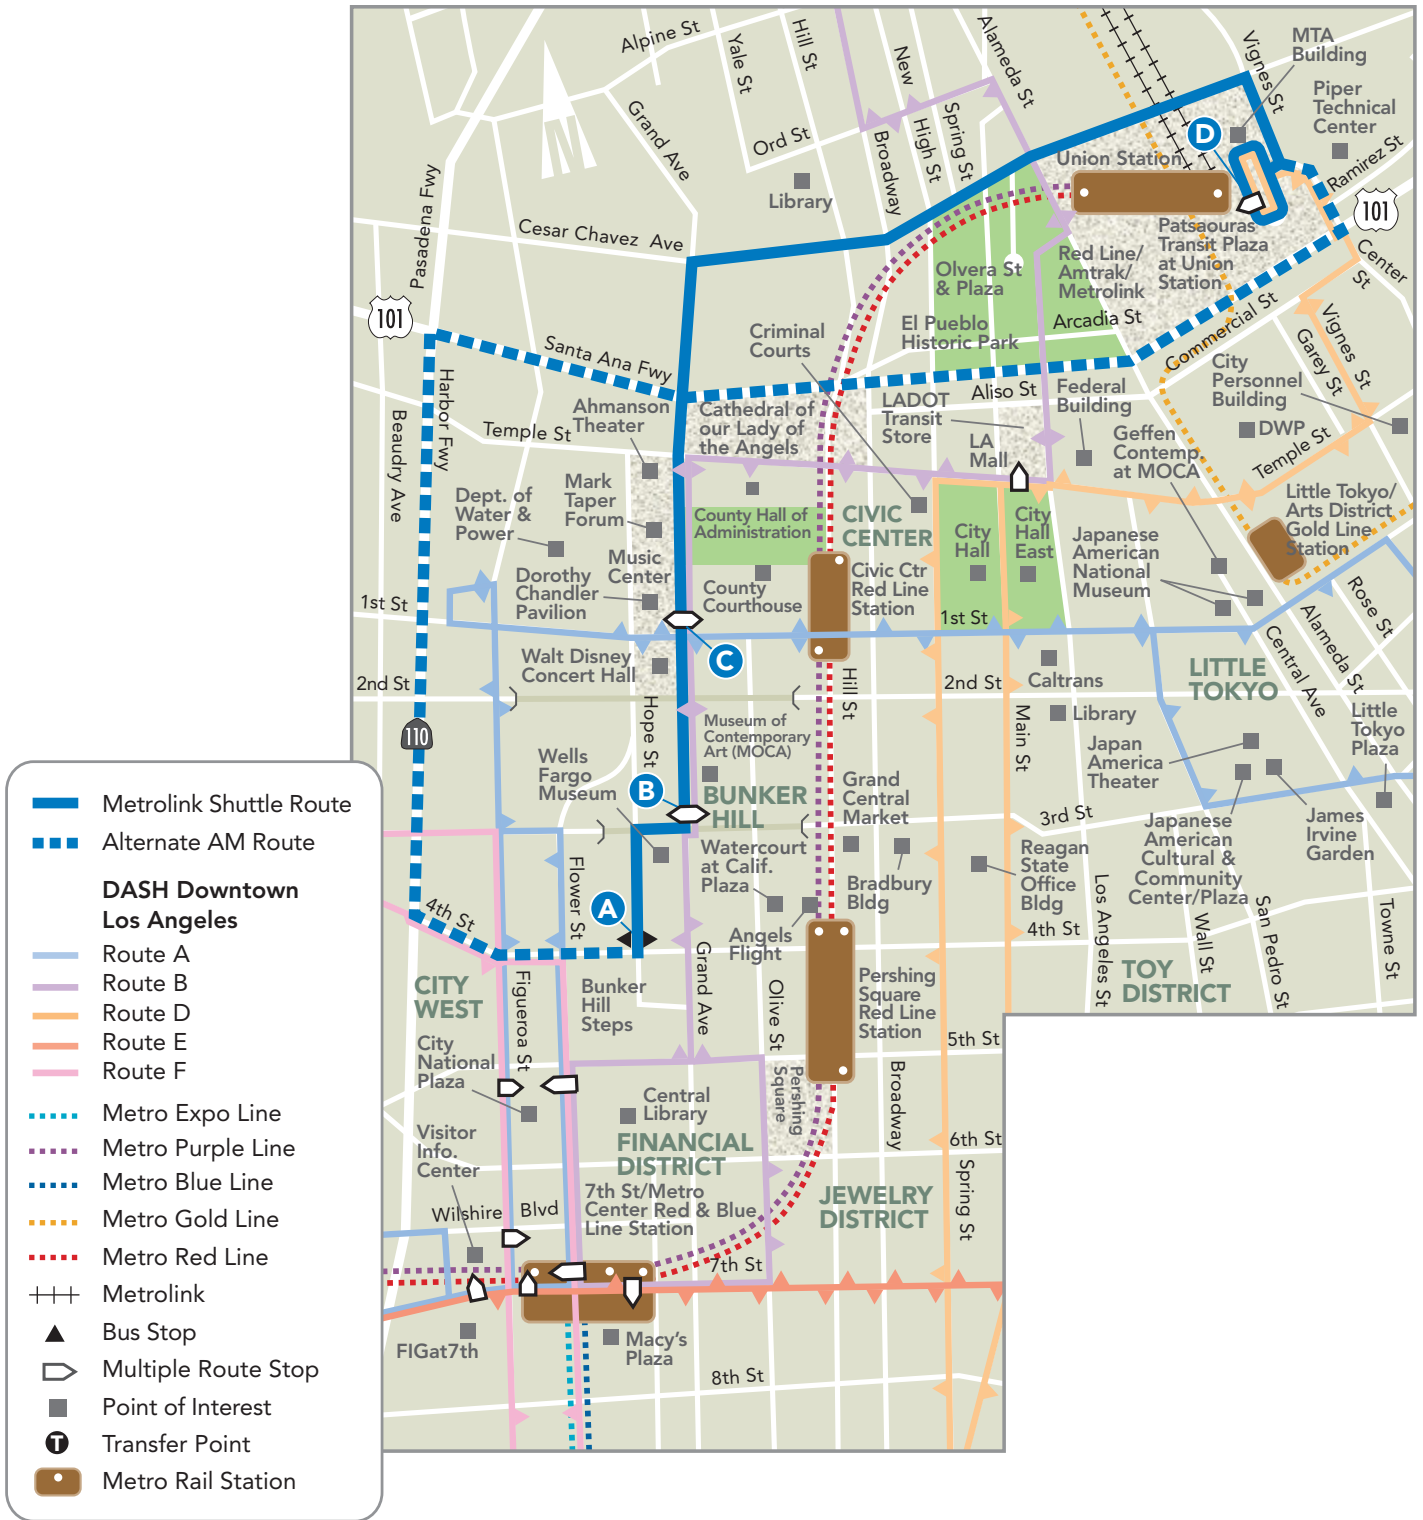 Alpine St
Yale St
Hill St
New
High St
Spring St
Alameda St
Vignes St
MTA
Building
Piper
Technical
Center
Ramirez St
Grand Ave
Ord St
Broadway
Library
D
Union Station
101
Pasadena Fwy
Cesar Chavez Ave
Patsaouras
Transit Plaza
at Union
Station
Red Line/
Amtrak/
Metrolink
Olvera St
& Plaza
Center
St
101
Santa Ana Fwy
Criminal
Courts
El Pueblo
Historic Park
Arcadia St
Commercial St
Vignes St
Garey St
City
Personnel
Building
Harbor Fwy
Beaudry Ave
Aliso St
Federal
Building
Ahmanson
Theater
Cathedral of
our Lady of
the Angels
LADOT
Transit
Store
LA
Mall
Geffen
Contemp.
at MOCA
DWP
Temple St
Temple St
Mark
Taper
Forum
Dept. of
Water &
Power
County Hall of
Administration
CIVIC
CENTER
City
Hall
City
Hall
East
Japanese
American
National
Museum
Little Tokyo/
Arts District
Gold Line
Station
Music
Center
Dorothy
Chandler
Pavilion
County
Courthouse
Civic Ctr
Red Line
Station
1st St
1st St
Rose St
Alameda St
Central Ave
C
Walt Disney
Concert Hall
2nd St
2nd St
Caltrans
LITTLE
TOKYO
Hope St
Hill St
Main St
Library
Little
Tokyo
Plaza
110
Museum of
Contemporary
Art (MOCA)
Japan
America
Theater
Wells
Fargo
Museum
B
BUNKER
HILL
Grand
Central
Market
3rd St
Japanese
American
Cultural &
Community
Center/Plaza
James
Irvine
Garden
Watercourt
at Calif.
Plaza
Bradbury
Bldg
Reagan
State
Office
Bldg
Flower St
A
4th St
4th St
Los Angeles St
Wall St
San Pedro St
Towne St
Angels
Flight
Grand Ave
Olive St
CITY
WEST
Figueroa St
Bunker
Hill
Steps
Pershing
Square
Red Line
Station
TOY
DISTRICT
City
National
Plaza
5th St
Pershing
Square
Broadway
Central
Library
Visitor
Info.
Center
FINANCIAL
DISTRICT
6th St
Spring St
7th St/Metro
Center Red & Blue
Line Station
JEWELRY
DISTRICT
Wilshire Blvd
7th St
FIGat7th
Macy's
Plaza
8th St
Metrolink Shuttle Route
Alternate AM Route
DASH Downtown
Los Angeles
Route A
Route B
Route D
Route E
Route F
Metro Expo Line
Metro Purple Line
Metro Blue Line
Metro Gold Line
Metro Red Line
Metrolink
Bus Stop
Multiple Route Stop
Point of Interest
T
Transfer Point
Metro Rail Station